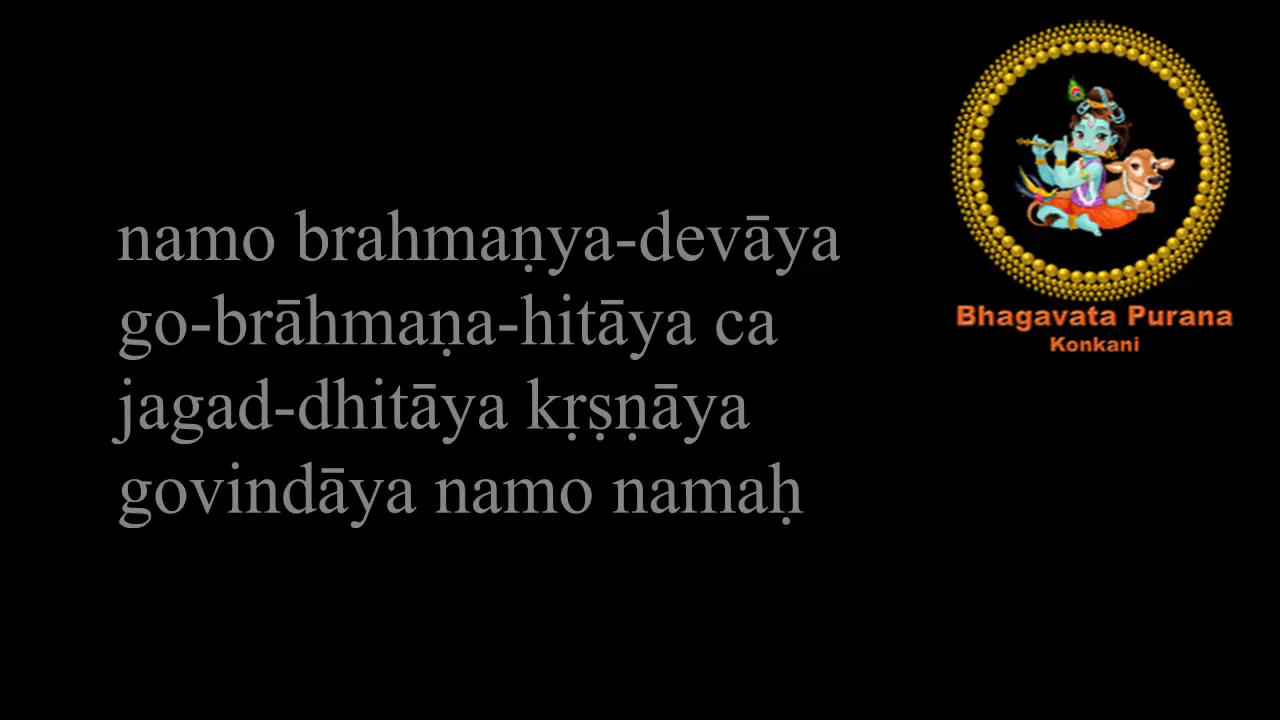 namo brahmaṇya-devāya
go-brāhmaṇa-hitāya ca
jagad-dhitāya kṛṣṇāya
govindāya namo namaḥ
Bhagavata Purana
Konkani